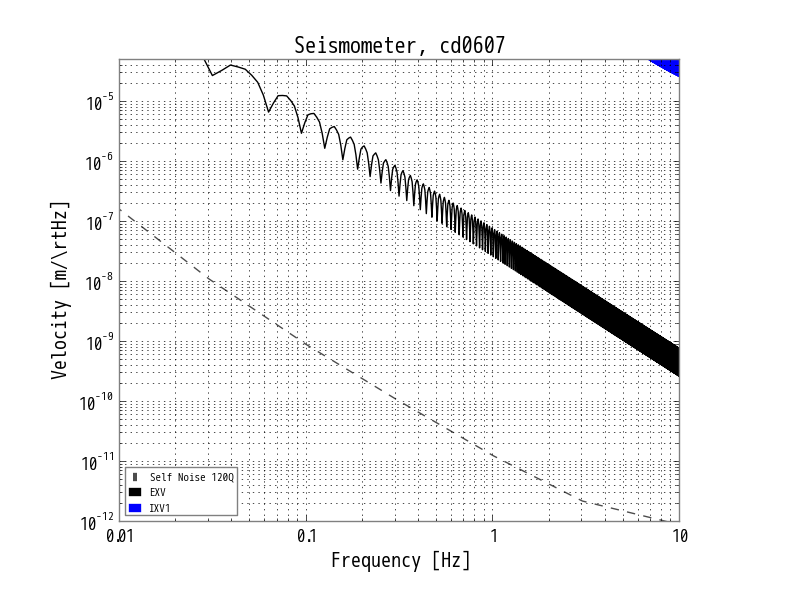 Seismometer, cd0607
Velocity [m/\rtHz]
10-5
10-6
10-7
10-8
10-9
10-10
10-11
10-12
Self Noise 120Q
EXV
IXV1
0.01
0.1
1
10
Frequency [Hz]